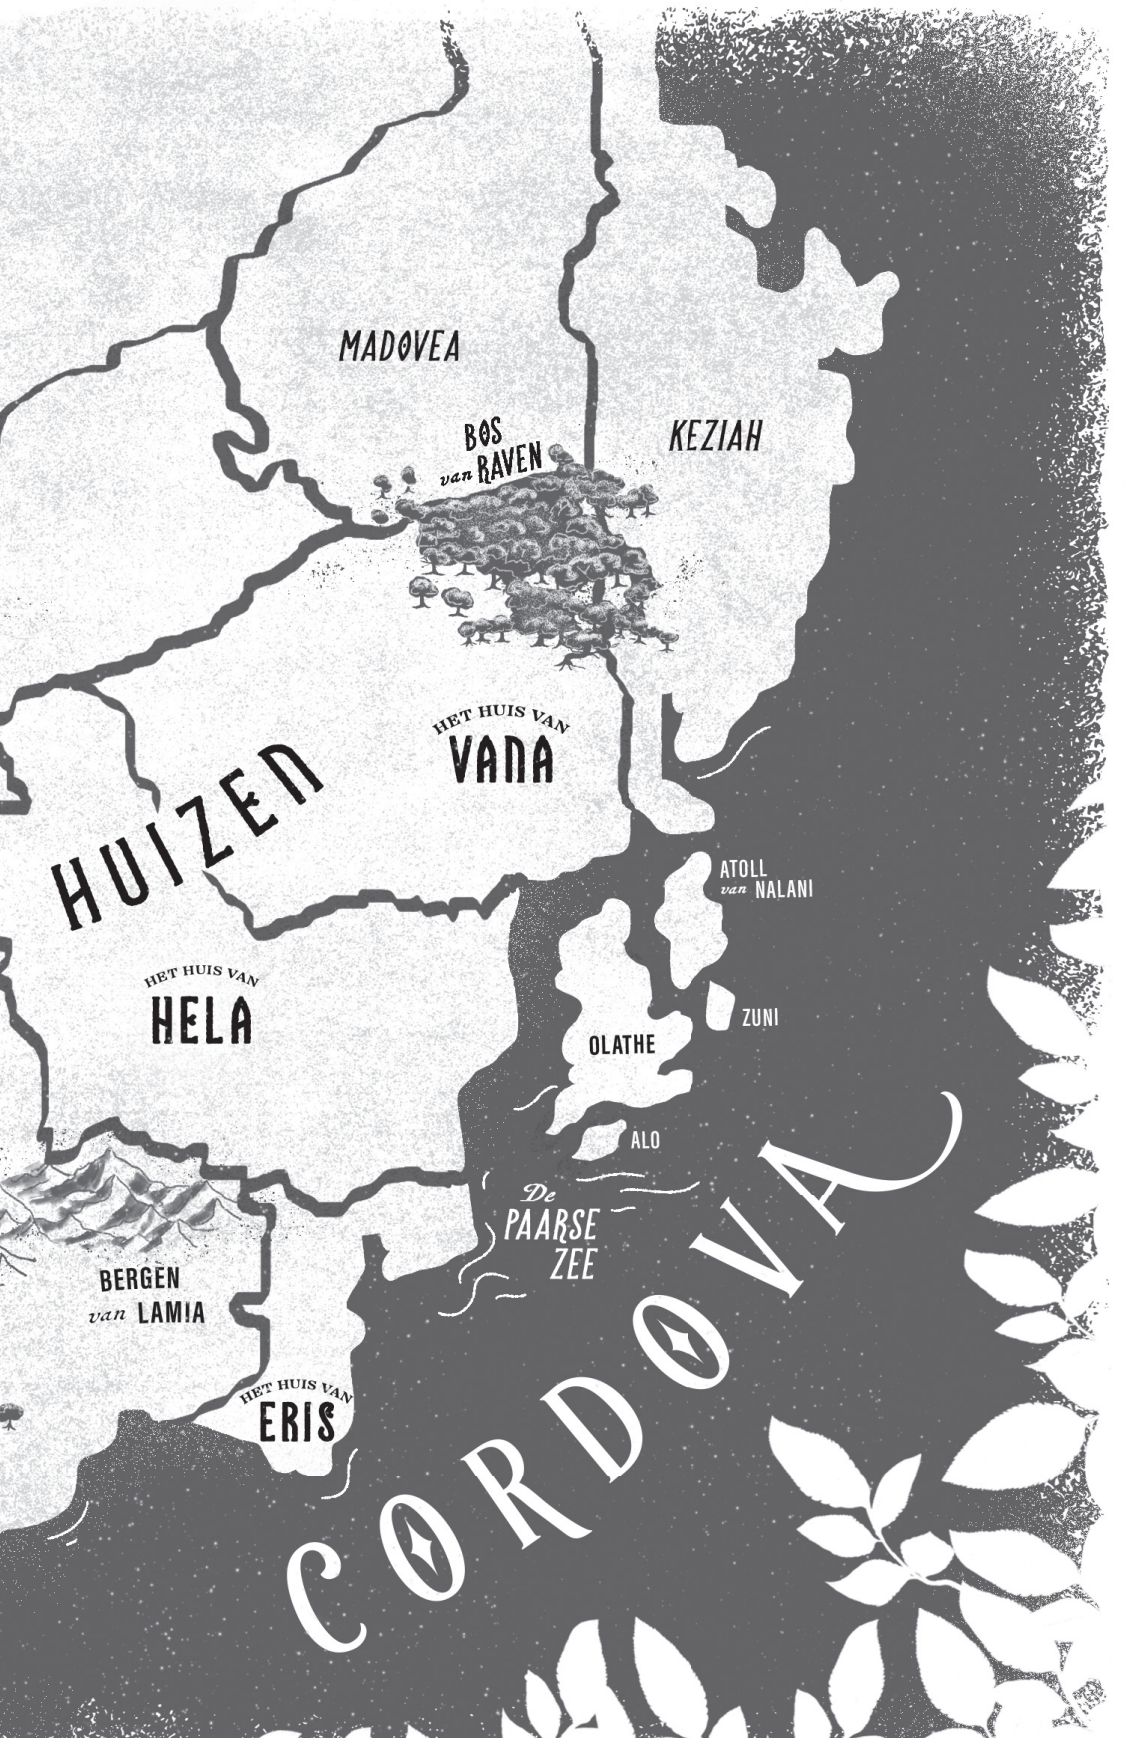 MADOVEA
BOS
van RAVEN
KEZIAH
HET HUIS VAN
VANA
HUIZEN
ATOLL
van NALANI
HET HUIS VAN
HELA
ZUNI
OLATHE
ALO
De
PAARSE
ZEE
BERGEN
van LAMIA
HET HUIS VAN
ERIS
CORDOVA